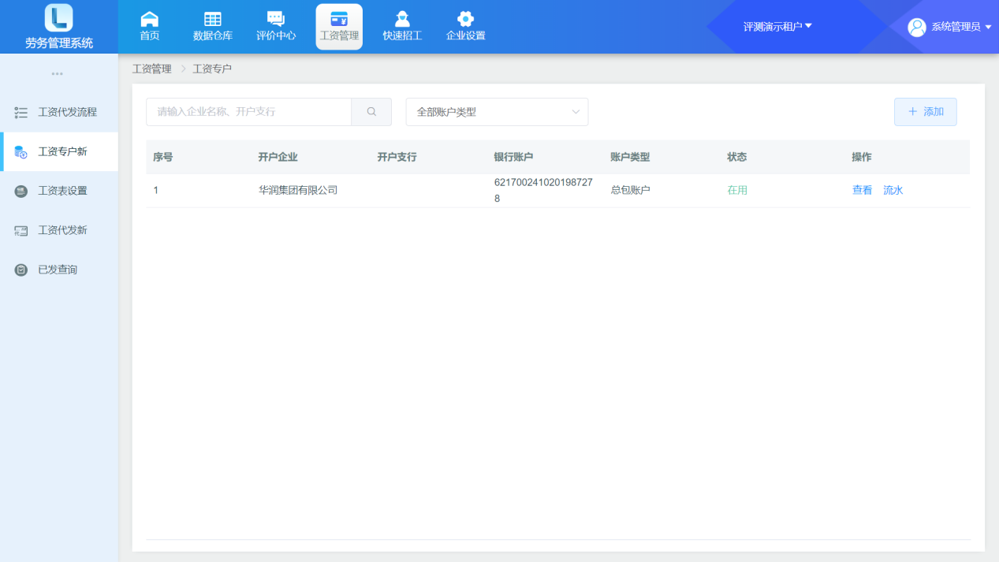 劳务管理系统
首页
数据仓库
评价中心
工资管理
快速招工
企业设置
评测演示租户
系统管理员
工资代发流程
工资专户新
工资表设置
工资代发新
已发查询
工资管理 > 工资专户
请输入企业名称、开户支行
全部账户类型
+ 添加
序号 开户企业 开户支行 银行账户 账户类型 状态 操作
1 华润集团有限公司 621700241020198727 总包账户 在用 查看 流水
8